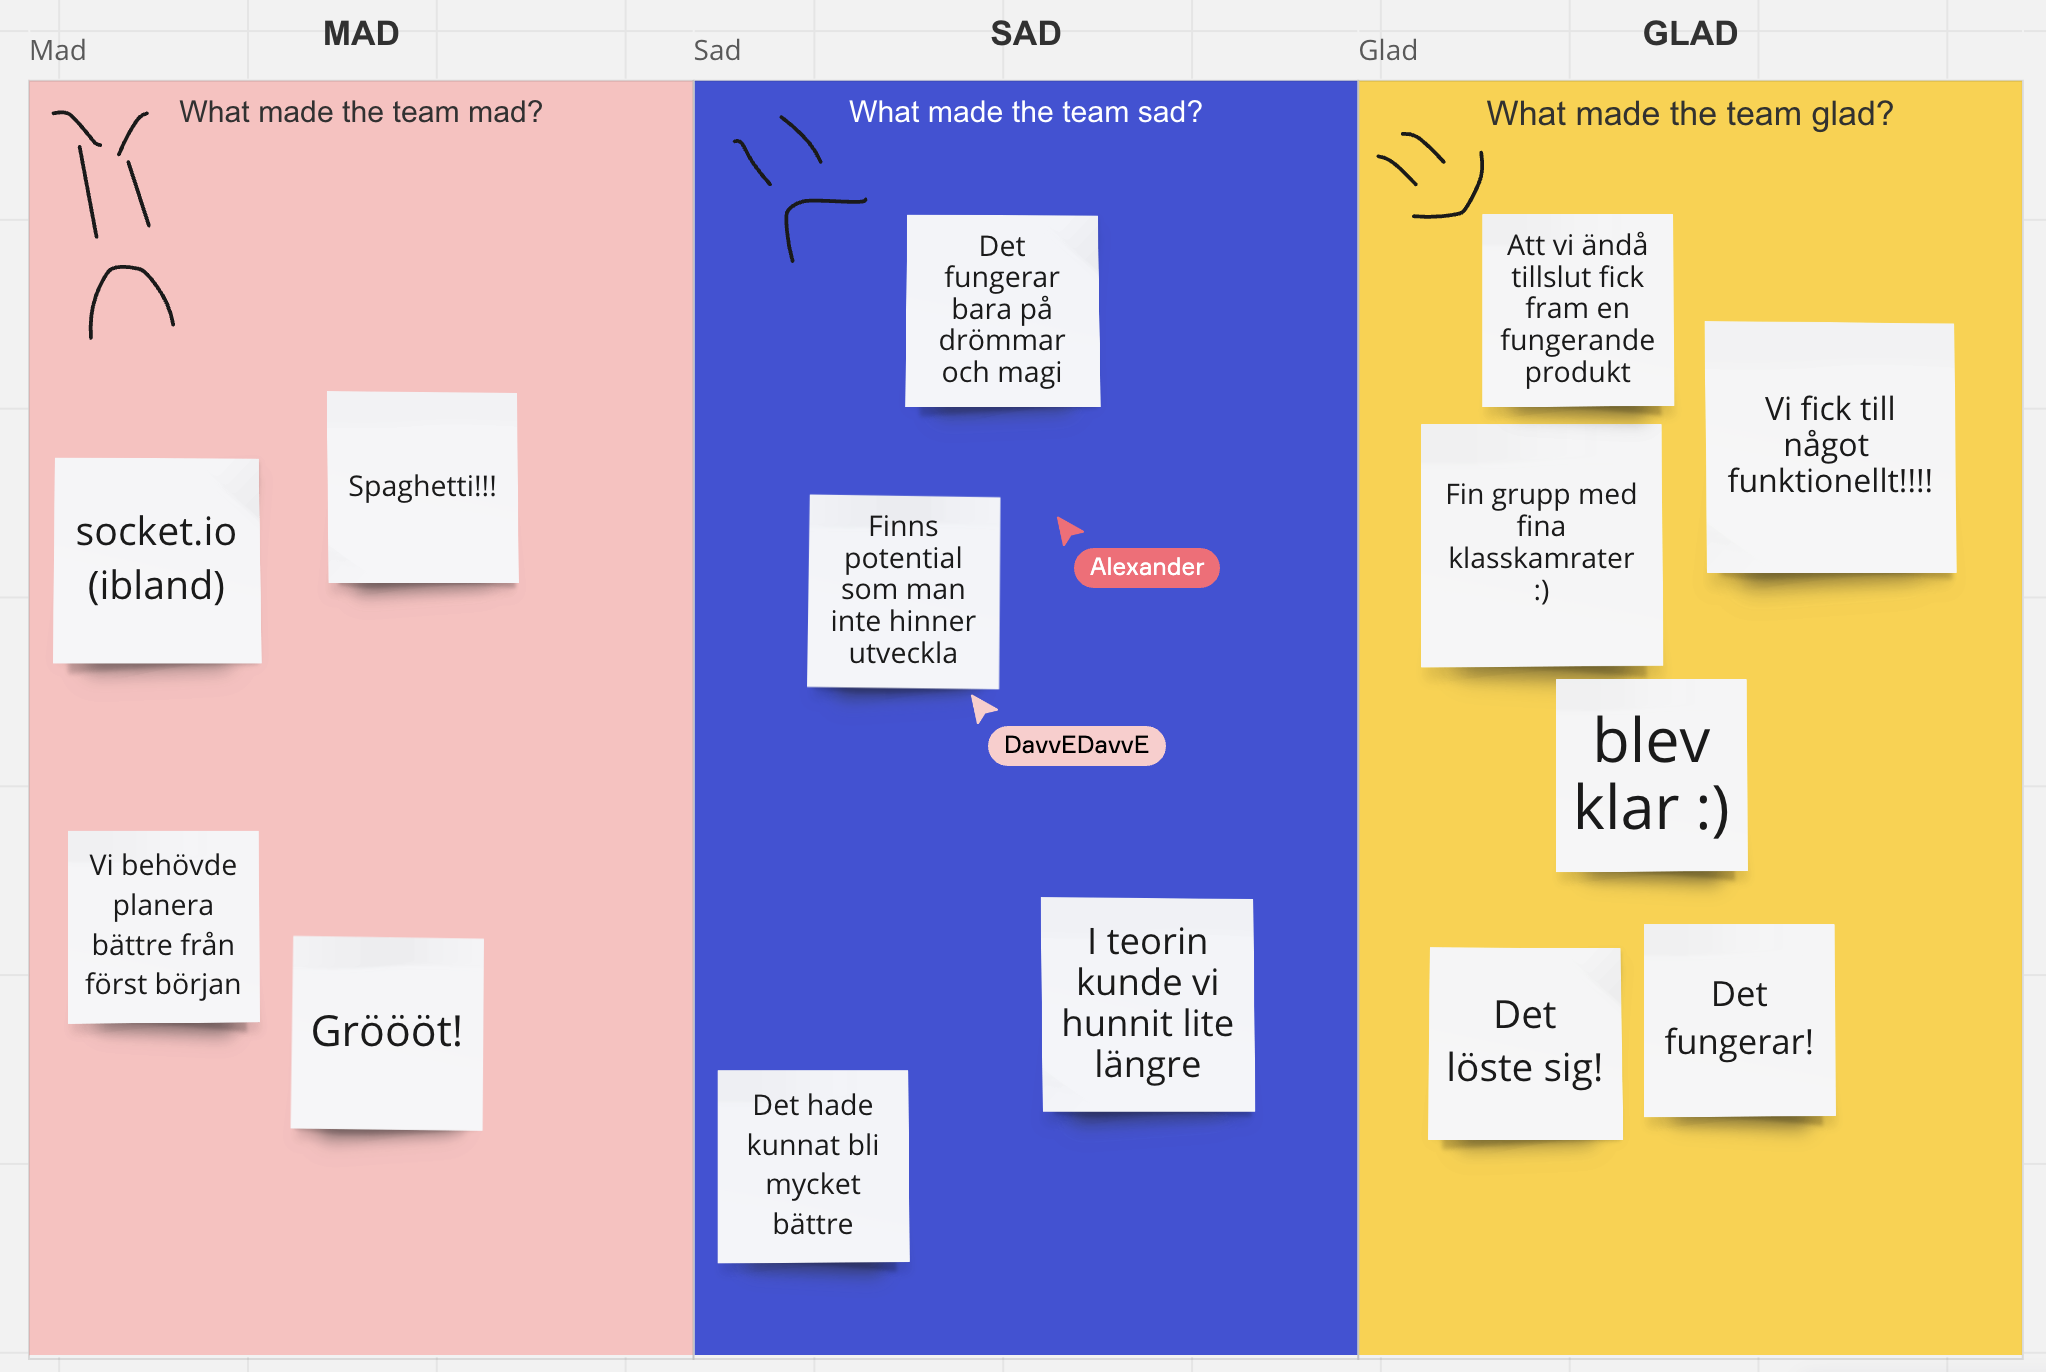 MAD
SAD
GLAD
Mad
Sad
Glad
What made the team mad?
socket.io
(ibland)
Spaghetti!!!
Vi behövde
planera
bättre från
först början
Gröööt!
What made the team sad?
Det
fungerar
bara på
drömmar
och magi
Finns
potential
som man
inte hinner
utveckla
Alexander
DavvEDavvE
I teorin
kunde vi
hunnit lite
längre
Det hade
kunnat bli
mycket
bättre
What made the team glad?
Att vi ändå
tillslut fick
fram en
fungerande
produkt
Vi fick till
något
funktionellt!!!!
Fin grupp med
fina
klasskamrater
:)
blev
klar :)
Det
löste sig!
Det
fungerar!